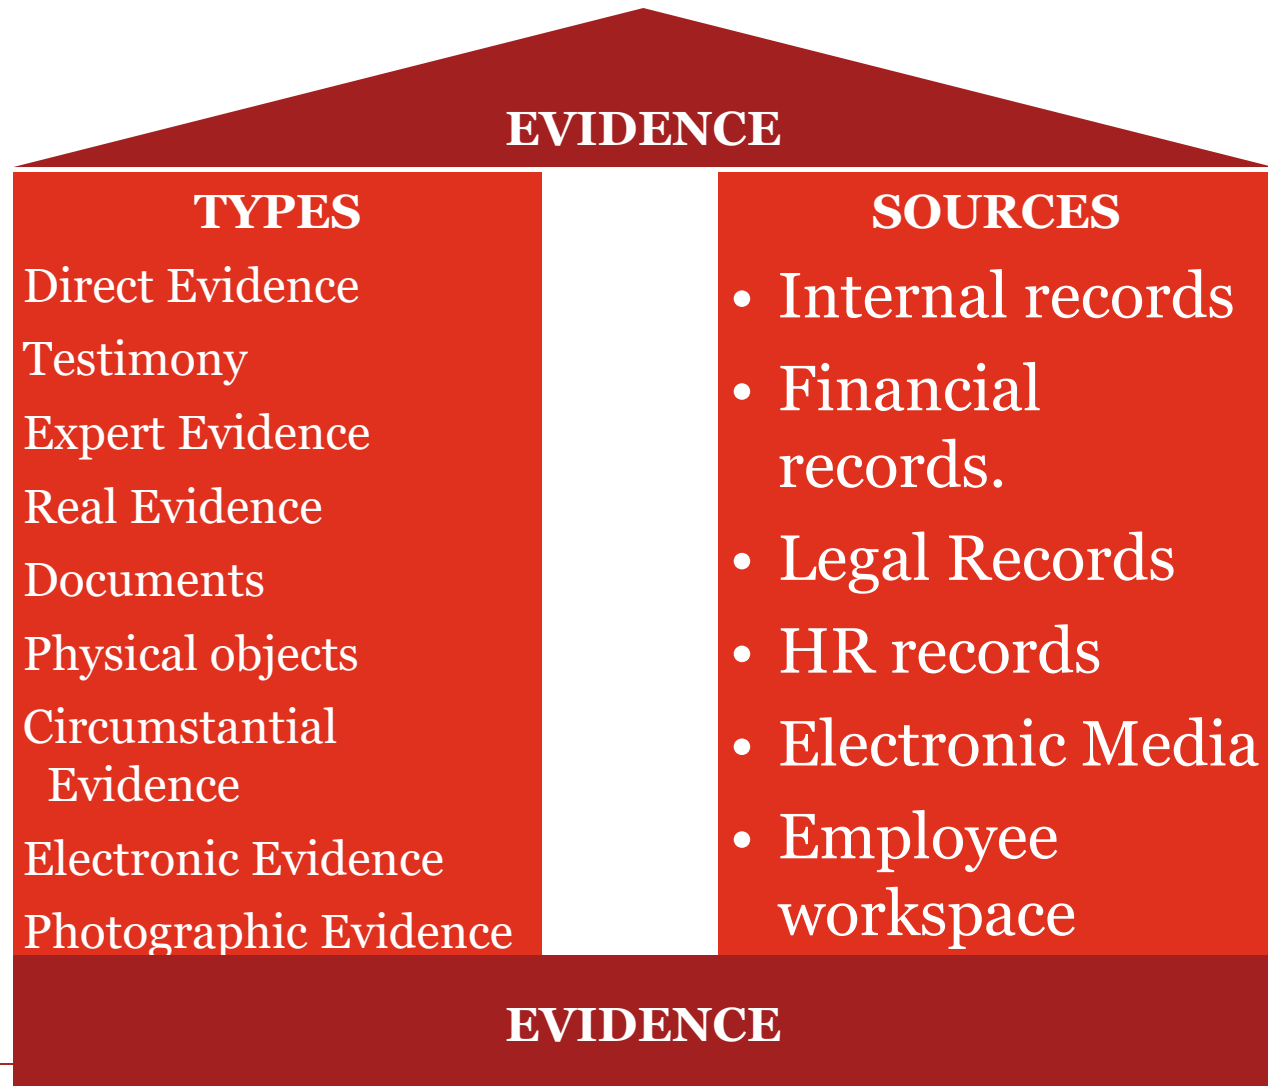 EVIDENCE
TYPES
Direct Evidence
Testimony
Expert Evidence
Real Evidence
Documents
Physical objects
Circumstantial
Evidence
Electronic Evidence
Photographic Evidence
SOURCES
• Internal records
• Financial
records.
• Legal Records
• HR records
• Electronic Media
• Employee
workspace
EVIDENCE